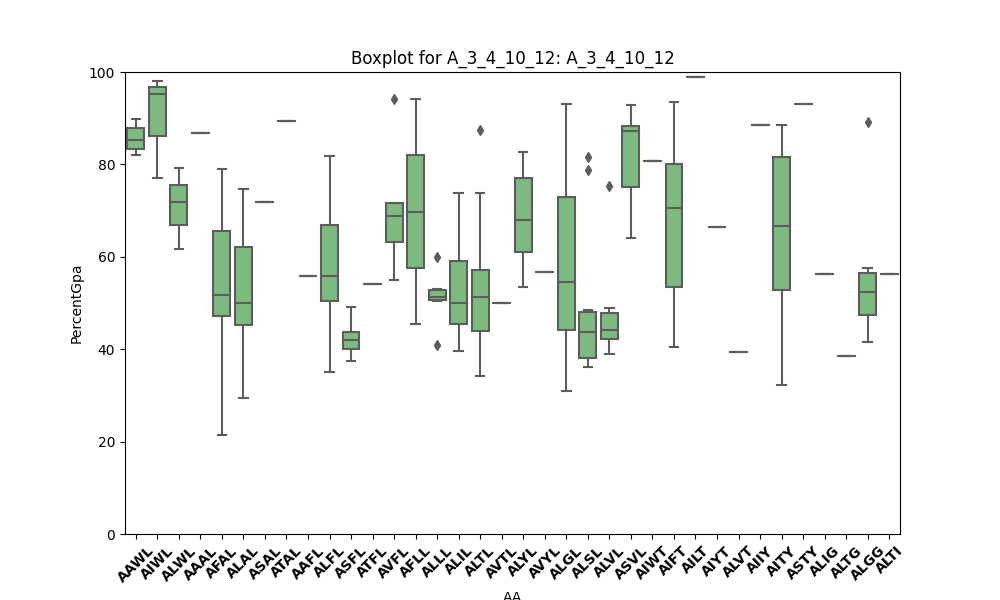 Boxplot for A_3_4_10_12: A_3_4_10_12
100
80
60
40
20
0
PercentGpa
AAWL AIWL ALWL AAAL AFAL ALAL ASAL ATAL AAFL ALFL ASFL ATFL AVFL AFLL ALLL ALIL ALTL AVTL ALYL AVYL ALGL ALSL ALVL ASVL AIWT AIFT AILT AIYT ALVT AIIY AITY ASTY ALIG ALTG ALGG ALTI
AA